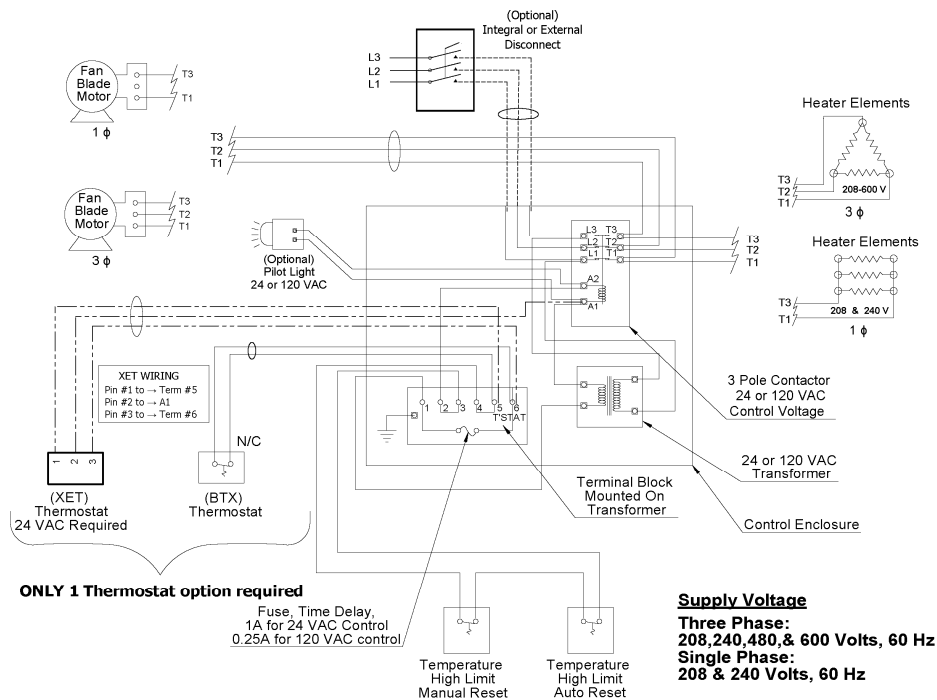 (Optional)
Integral or External
Disconnect
L3
L2
L1
Fan
Blade
Motor
T3
T1
1 ϕ
T3
T2
T1
Heater Elements
T3
T2
T1
208-600 V
3 ϕ
Fan
Blade
Motor
T3
T2
T1
3 ϕ
(Optional)
Pilot Light
24 or 120 VAC
L3 T3
L2 T2
L1 T1
A2
A1
T3
T2
T1
Heater Elements
T3
T1
208 & 240 V
1 ϕ
XET WIRING
Pin #1 to → Term #5
Pin #2 to → A1
Pin #3 to → Term #6
1 2 3 4 5 6
T'STAT
3 Pole Contactor
24 or 120 VAC
Control Voltage
N/C
1 2 3
(XET)
Thermostat
24 VAC Required
(BTX)
Thermostat
24 or 120 VAC
Transformer
Terminal Block
Mounted On
Transformer
Control Enclosure
ONLY 1 Thermostat option required
Fuse, Time Delay,
1A for 24 VAC Control
0.25A for 120 VAC control
Temperature
High Limit
Manual Reset
Temperature
High Limit
Auto Reset
Supply Voltage
Three Phase:
208,240,480,& 600 Volts, 60 Hz
Single Phase:
208 & 240 Volts, 60 Hz